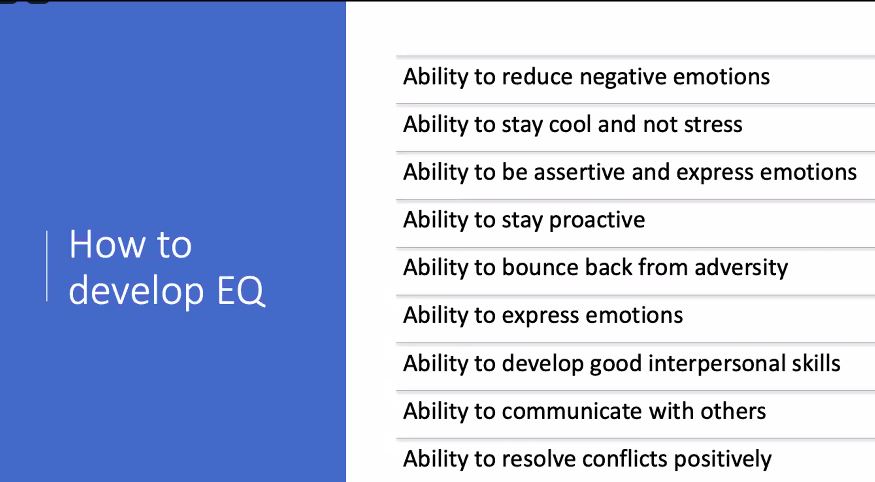 How to
develop EQ
Ability to reduce negative emotions
Ability to stay cool and not stress
Ability to be assertive and express emotions
Ability to stay proactive
Ability to bounce back from adversity
Ability to express emotions
Ability to develop good interpersonal skills
Ability to communicate with others
Ability to resolve conflicts positively